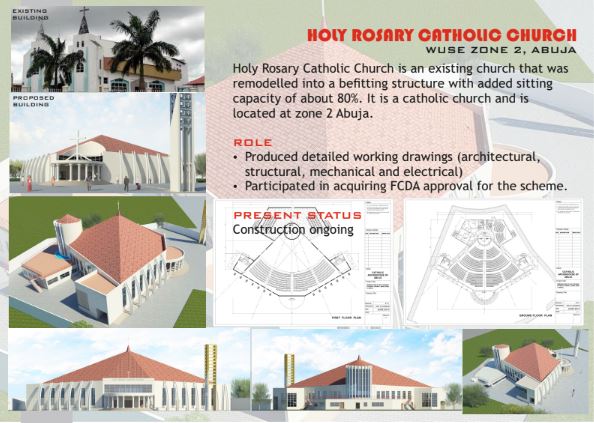 EXISTING
BUILDING
PROPOSED
BUILDING
HOLY ROSARY CATHOLIC CHURCH
WUSE ZONE 2, ABUJA
Holy Rosary Catholic Church is an existing church that was
remodelled into a befitting structure with added sitting
capacity of about 80%. It is a catholic church and is
located at zone 2 Abuja.
ROLE
• Produced detailed working drawings (architectural,
structural, mechanical and electrical)
• Participated in acquiring FCDA approval for the scheme.
PRESENT STATUS
Construction ongoing
FIRST FLOOR PLAN
GROUND FLOOR PLAN